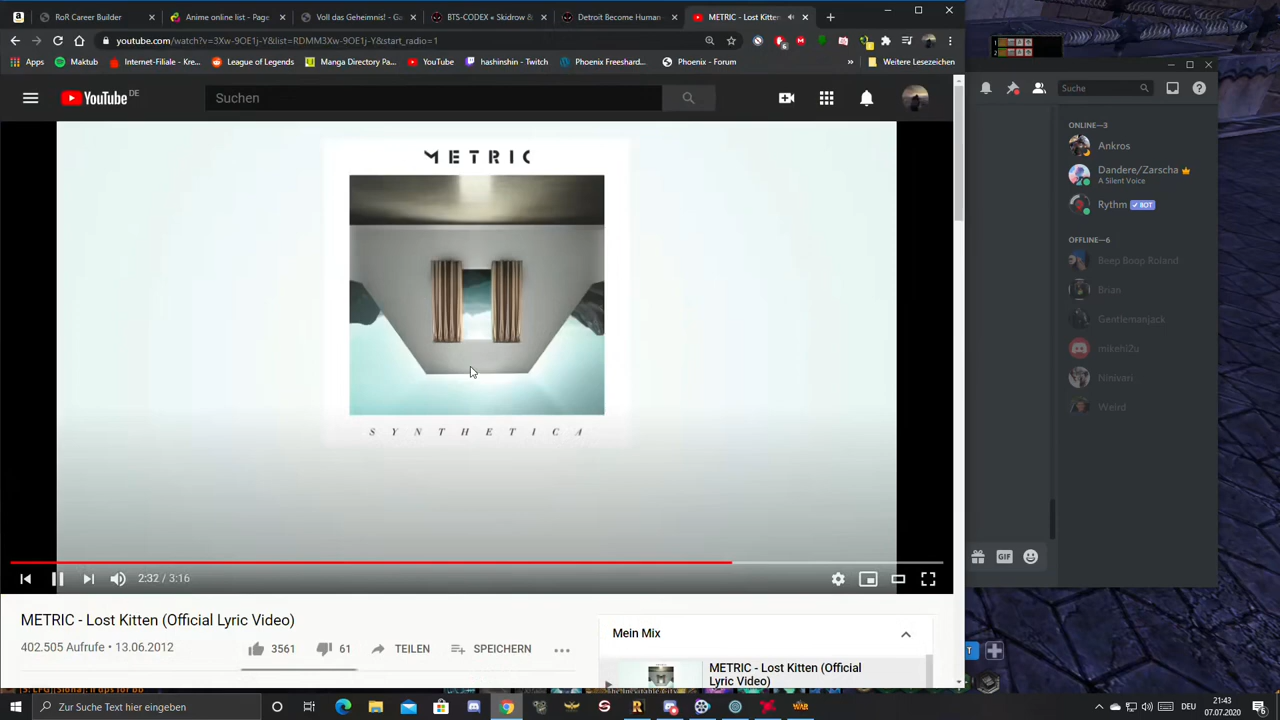 RoR Career Builder
Anime online list - Page
Voll das Geheimnis! - Ga
BTS-CODEX « Skidrow &
Detroit Become Human
METRIC - Lost Kitten
youtube.com/watch?v=3Xw-9OE1j-Y&list=RDMM3Xw-9OE1j-Y&start_radio=1
Apps
Maktub
Internet-Filiale - Kre...
League of Legends
Manga Directory Pa...
YouTube
hashinshin - Twitch
Phoenix Freeshard...
Phoenix - Forum
»
Weitere Lesezeichen
YouTube DE
Suchen
METRIC
SYNTHETICA
2:32 / 3:16
METRIC - Lost Kitten (Official Lyric Video)
402.505 Aufrufe • 13.06.2012
3561
61
TEILEN
SPEICHERN
Mein Mix
METRIC - Lost Kitten (Official
Lyric Video)
Suche
ONLINE—3
Ankros
Dandere/Zarscha
A Silent Voice
Rythm BOT
OFFLINE—6
Beep Boop Roland
Brian
Gentlemanjack
mikehi2u
Ninivari
Weird
GIF
T
Zur Suche Text hier eingeben
WAR
21:43
07.07.2020